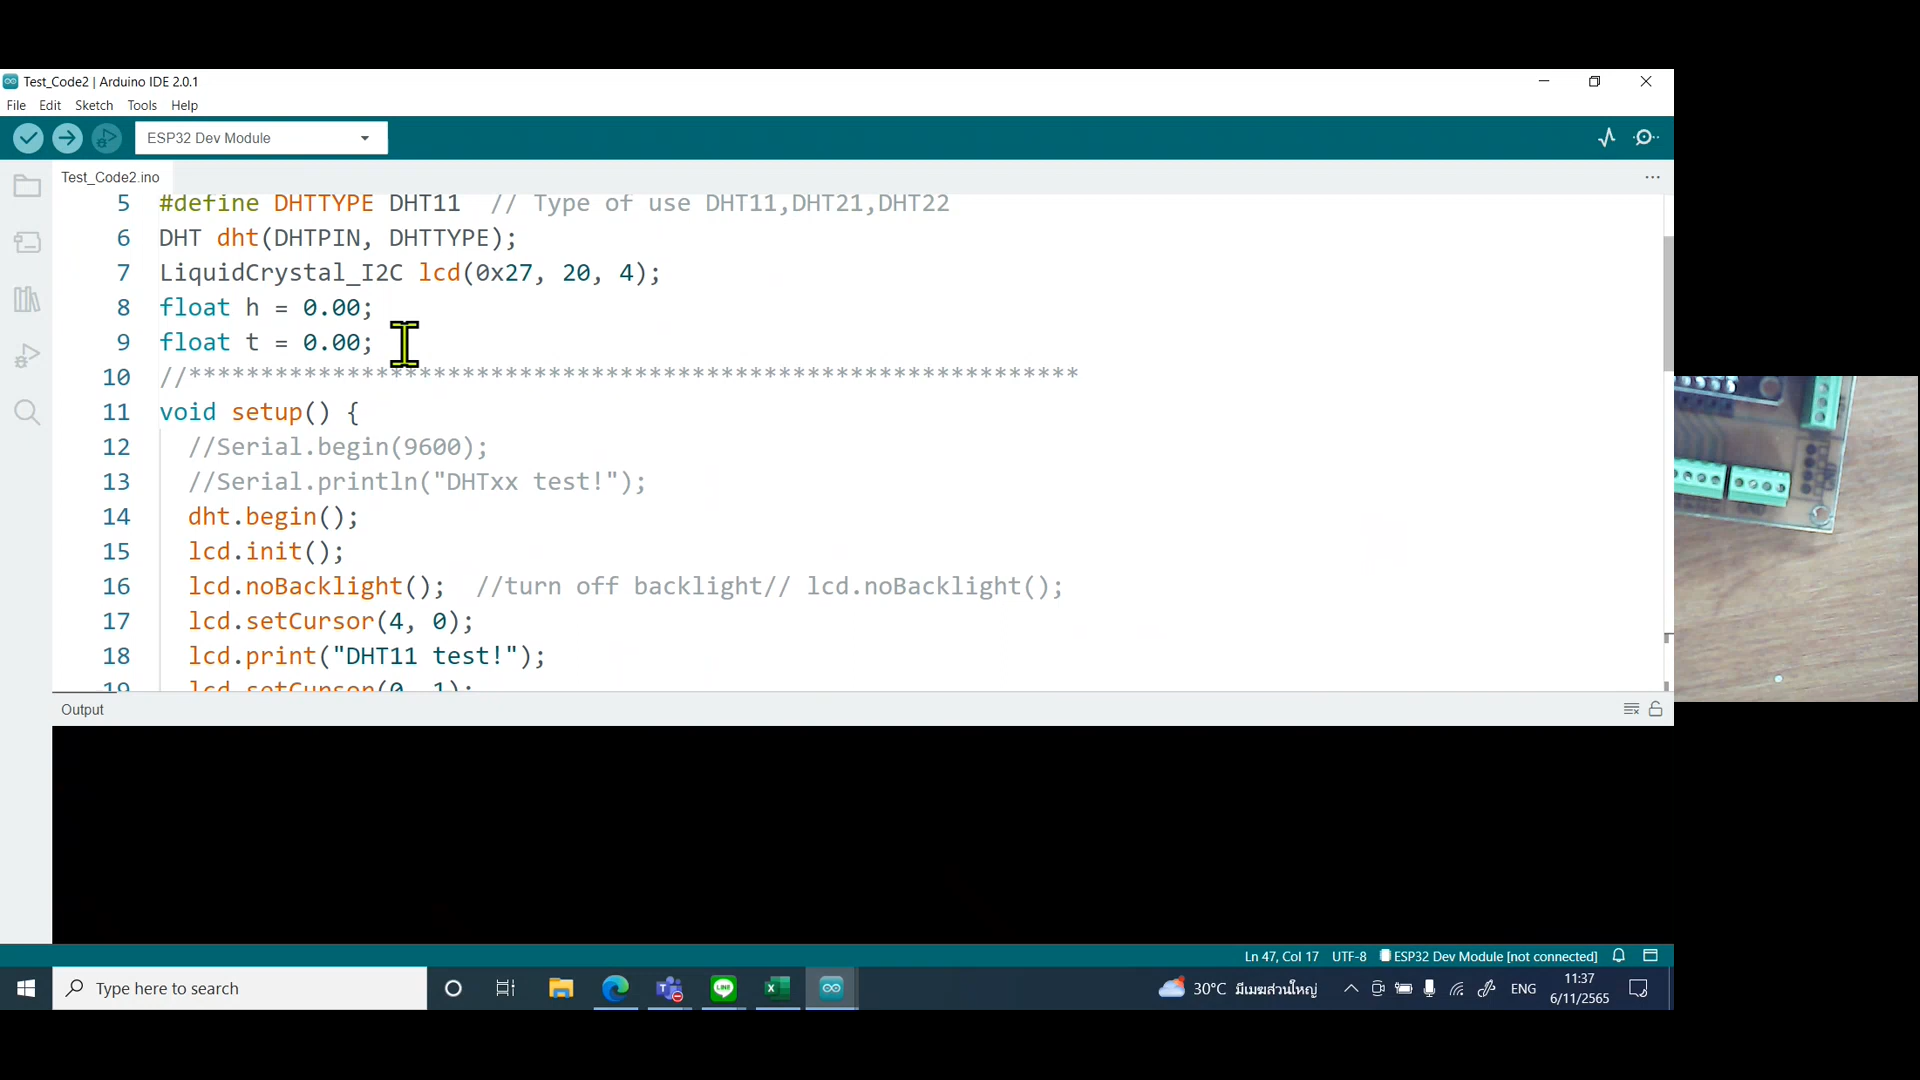 Test_Code2 | Arduino IDE 2.0.1
File Edit Sketch Tools Help
ESP32 Dev Module
Test_Code2.ino
5 #define DHTTYPE DHT11 // Type of use DHT11,DHT21,DHT22
6 DHT dht(DHTPIN, DHTTYPE);
7 LiquidCrystal_I2C lcd(0x27, 20, 4);
8 float h = 0.00;
9 float t = 0.00;
10 //**************************************************************
11 void setup() {
12 //Serial.begin(9600);
13 //Serial.println("DHTxx test!");
14 dht.begin();
15 lcd.init();
16 lcd.noBacklight(); //turn off backlight// lcd.noBacklight();
17 lcd.setCursor(4, 0);
18 lcd.print("DHT11 test!");
19 lcd.setCursor(0, 1);
Output
Ln 47, Col 17 UTF-8 ESP32 Dev Module [not connected]
Type here to search
30°C มีเมฆส่วนใหญ่ ENG 11:37
6/11/2565